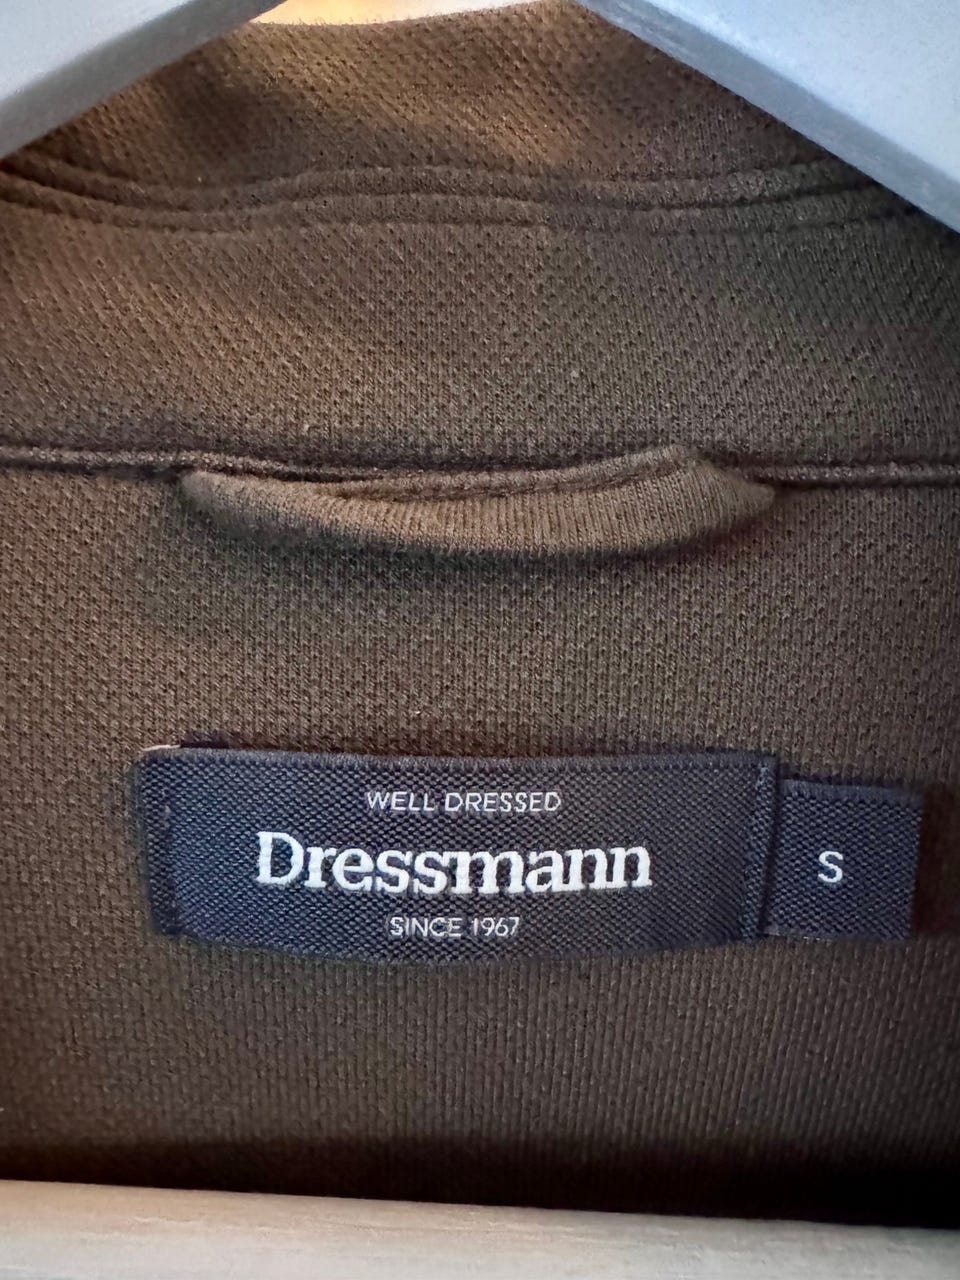 WELL DRESSED
Dressmann
SINCE 1967
S